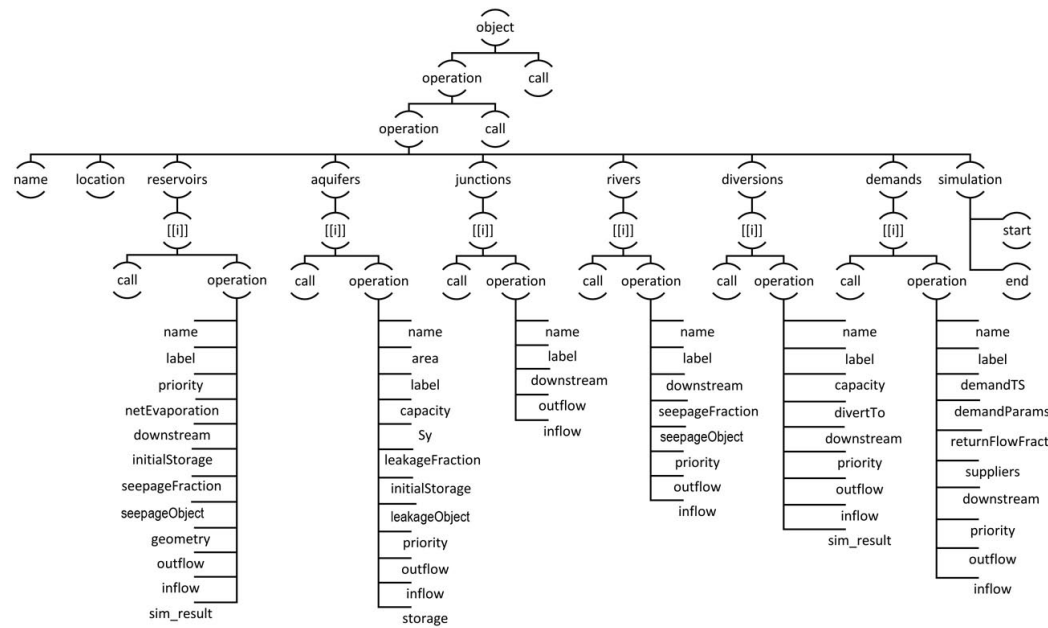 object
operation call
operation call
name location reservoirs aquifers junctions rivers diversions demands simulation
[[i]] [[i]] [[i]] [[i]] [[i]] [[i]] start
call operation call operation call operation call operation call operation call operation end
name
label
priority
netEvaporation
downstream
initialStorage
seepageFraction
seepageObject
geometry
outflow
inflow
sim_result
name
area
label
capacity
Sy
leakageFraction
initialStorage
leakageObject
priority
outflow
inflow
storage
name
label
downstream
outflow
inflow
name
label
downstream
seepageFraction
seepageObject
priority
outflow
inflow
name
label
capacity
divertTo
downstream
priority
outflow
inflow
sim_result
name
label
demandTS
demandParams
returnFlowFract
suppliers
downstream
priority
outflow
inflow